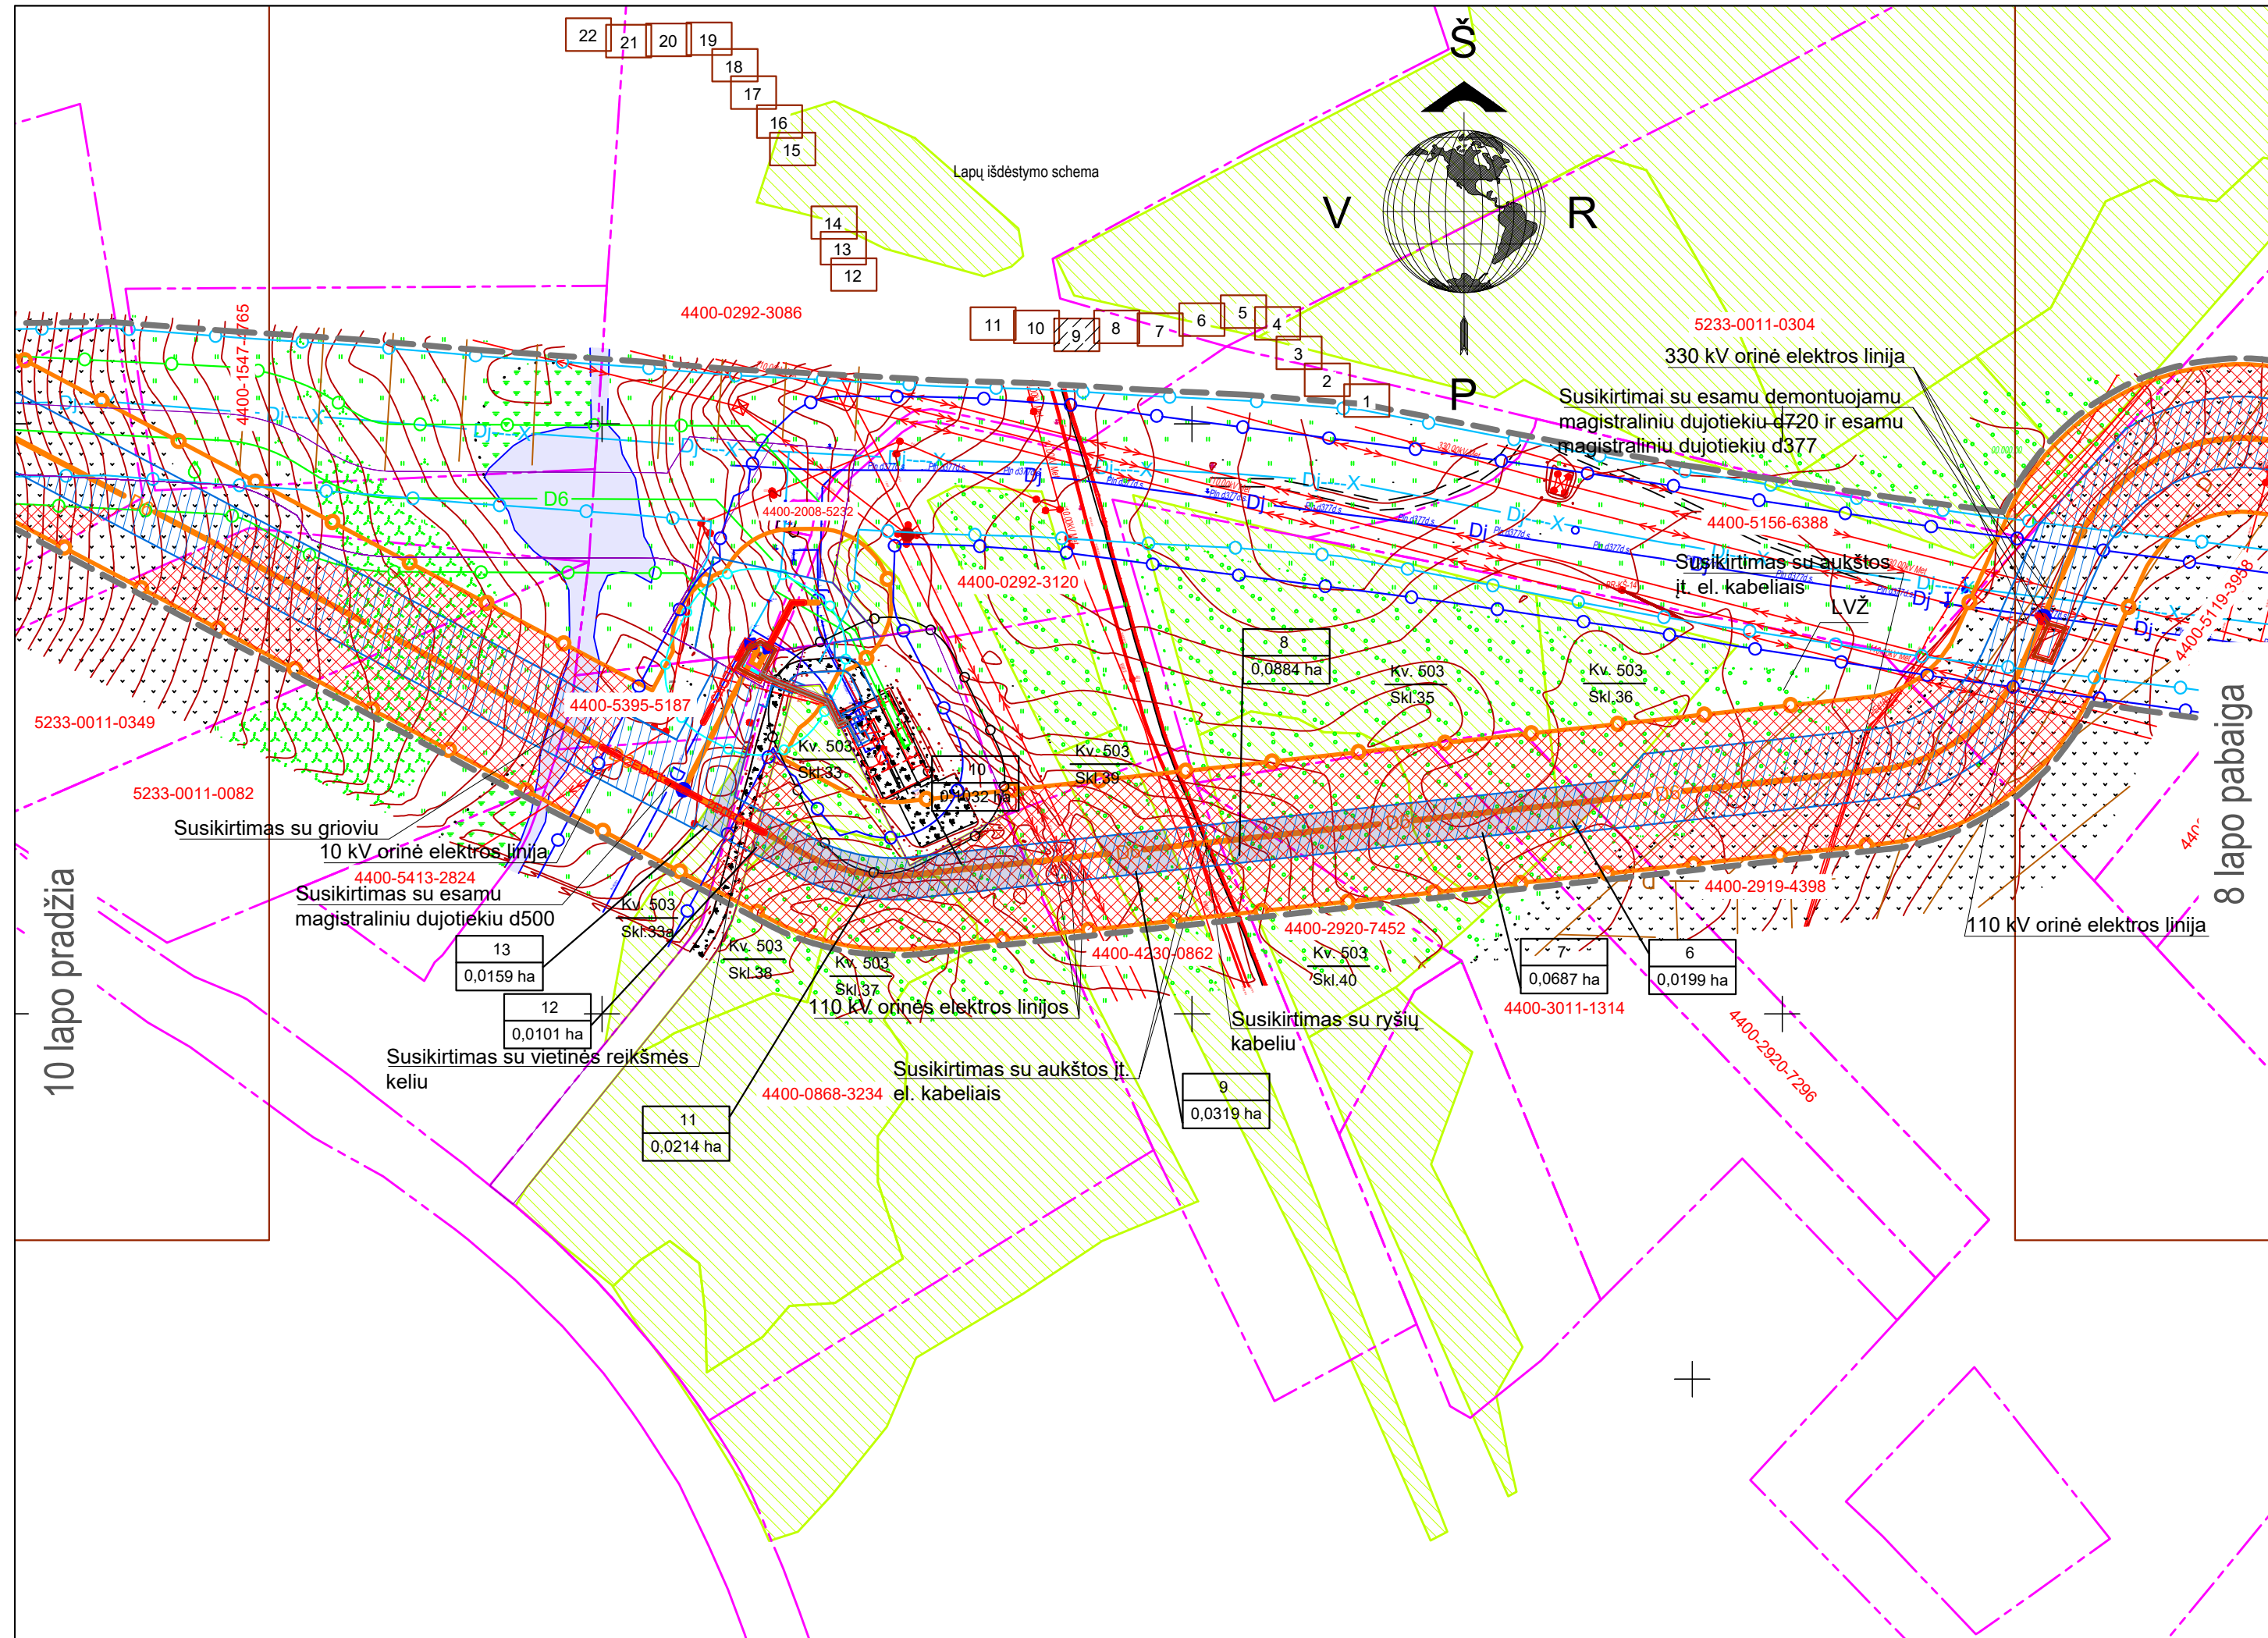 22
21
20
19
18
17
16
15
14
13
12
11
10
9
8
7
6
5
4
3
2
1
Lapų išdėstymo schema
Š
V
R
P
4400-1547-4765
4400-0292-3086
5233-0011-0304
330 kV orinė elektros linija
Susikirtimai su esamu demontuojamu
magistraliniu dujotiekiu d720 ir esamu
magistraliniu dujotiekiu d377
4400-2008-5232
4400-5156-6388
Susikirtimas su aukštos
įt. el. kabeliais
LVŽ
4400-0292-3120
4400-5119-3958
D6
8
0,0884 ha
Kv. 503
Skl.35
Kv. 503
Skl.36
4400-5395-5187
5233-0011-0349
5233-0011-0082
Kv. 503
Skl.33
10
0,1032 ha
Kv. 503
Skl.39
8 lapo pabaiga
10 lapo pradžia
Susikirtimas su grioviu
10 kV orinė elektros linija
4400-5413-2824
Susikirtimas su esamu
magistraliniu dujotiekiu d500
Kv. 503
Skl.33a
Kv. 503
Skl.38
Kv. 503
Skl.37
4400-2919-4398
4400-2920-7452
4400-4230-0862
Kv. 503
Skl.40
110 kV orinė elektros linija
13
0,0159 ha
12
0,0101 ha
7
0,0687 ha
6
0,0199 ha
4400-3011-1314
110 kV orinės elektros linijos
Susikirtimas su ryšių
kabeliu
4400-2920-7296
Susikirtimas su vietinės reikšmės
keliu
Susikirtimas su aukštos įt.
el. kabeliais
4400-0868-3234
9
0,0319 ha
11
0,0214 ha